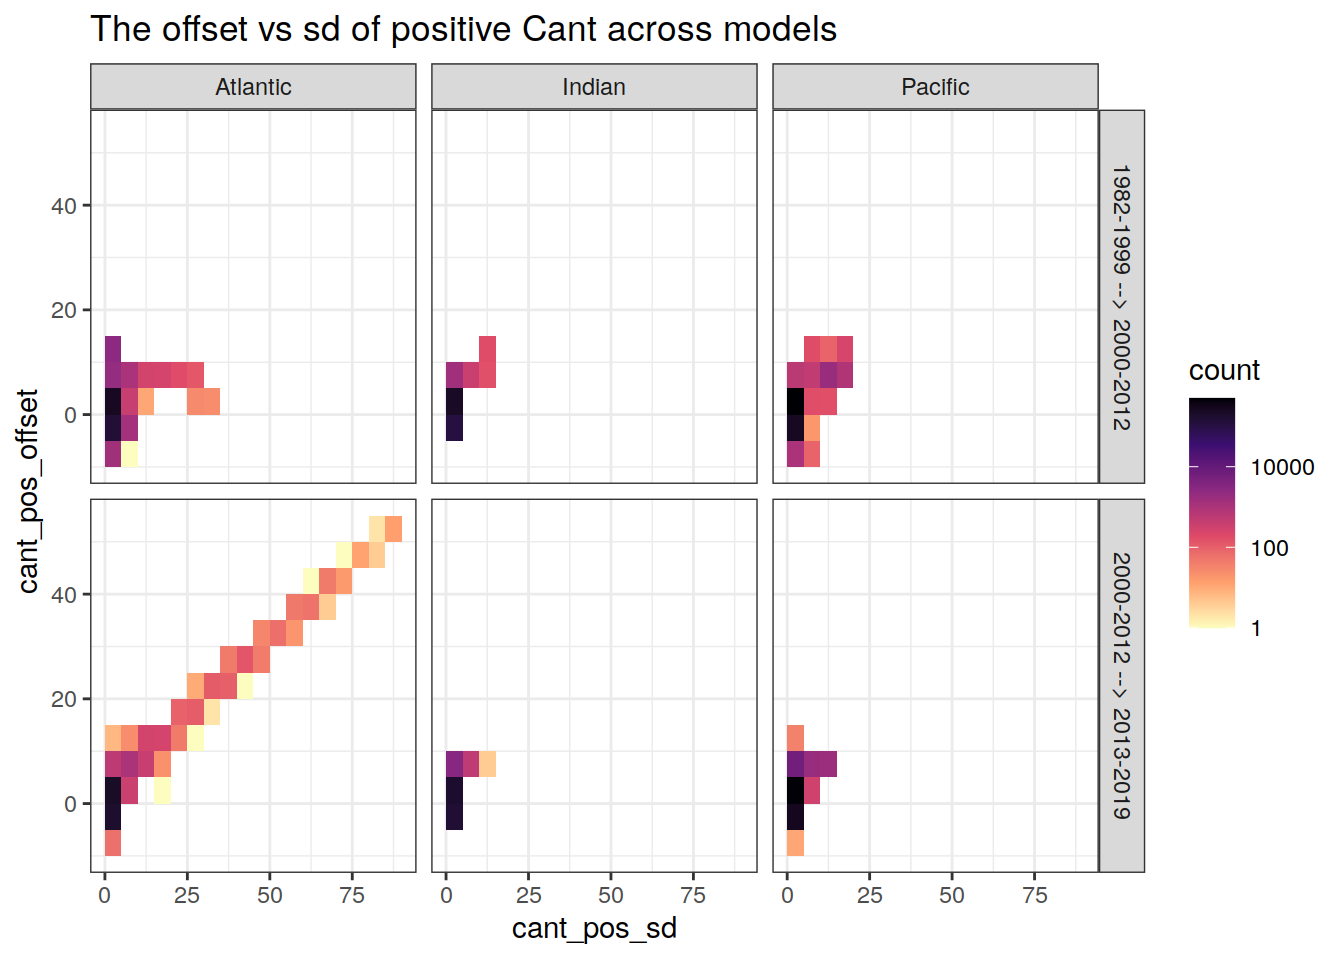 The offset vs sd of positive Cant across models
Atlantic
Indian
Pacific
1982-1999 --> 2000-2012
2000-2012 --> 2013-2019
cant_pos_offset
40
20
0
40
20
0
0 25 50 75
0 25 50 75
0 25 50 75
cant_pos_sd
count
10000
100
1